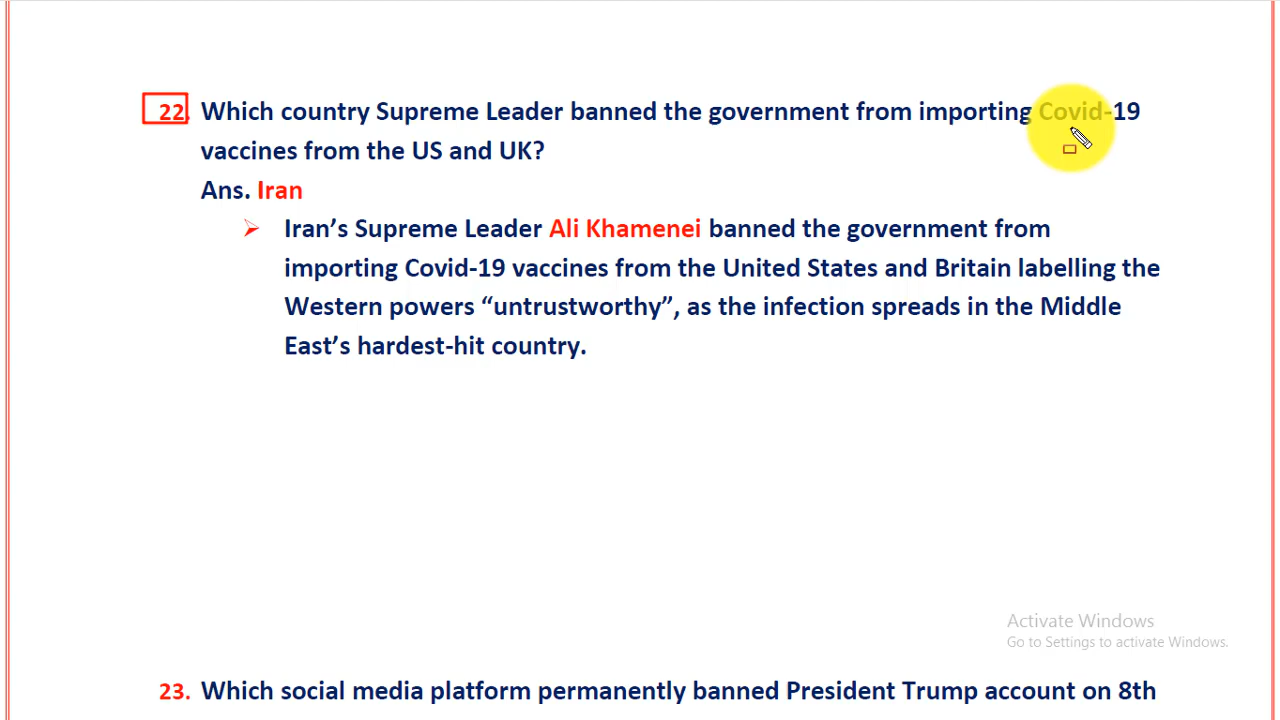 22. Which country Supreme Leader banned the government from importing Covid-19
vaccines from the US and UK?
Ans. Iran
➢ Iran’s Supreme Leader Ali Khamenei banned the government from
importing Covid-19 vaccines from the United States and Britain labelling the
Western powers “untrustworthy”, as the infection spreads in the Middle
East’s hardest-hit country.
Activate Windows
Go to Settings to activate Windows.
23. Which social media platform permanently banned President Trump account on 8th